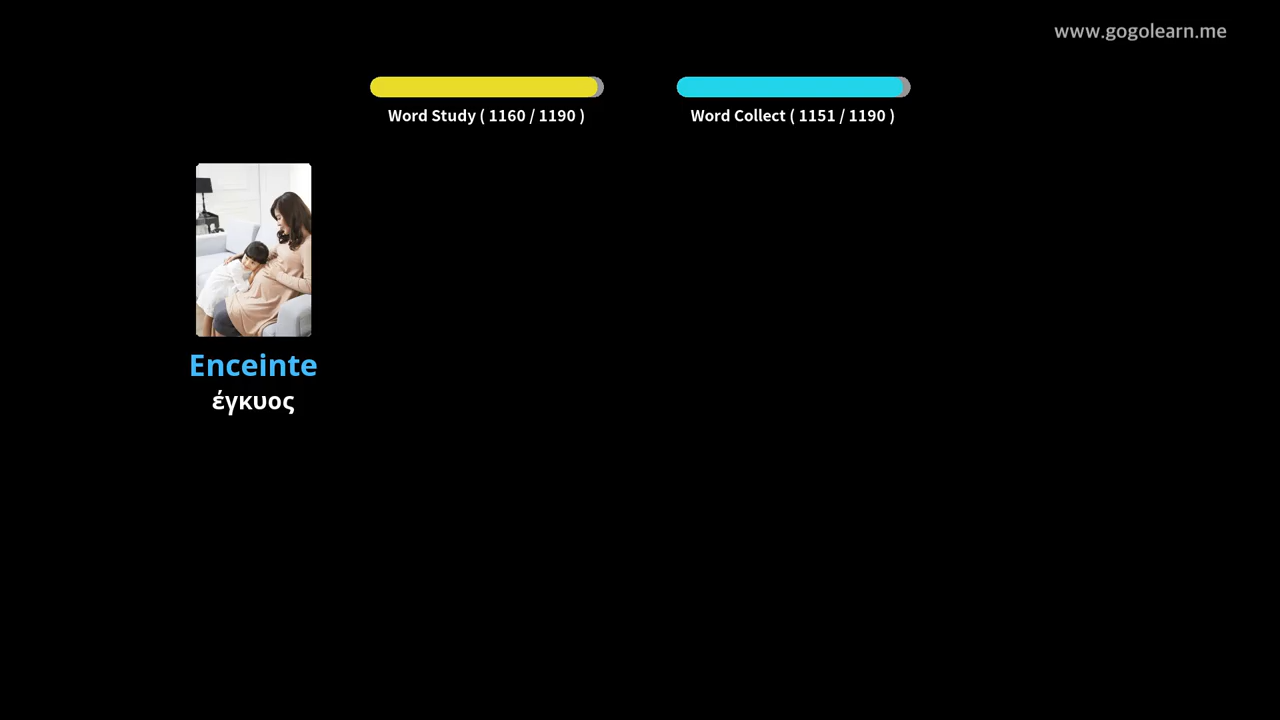 www.gogolearn.me
Word Study ( 1160 / 1190 )
Word Collect ( 1151 / 1190 )
Enceinte
έγκυος